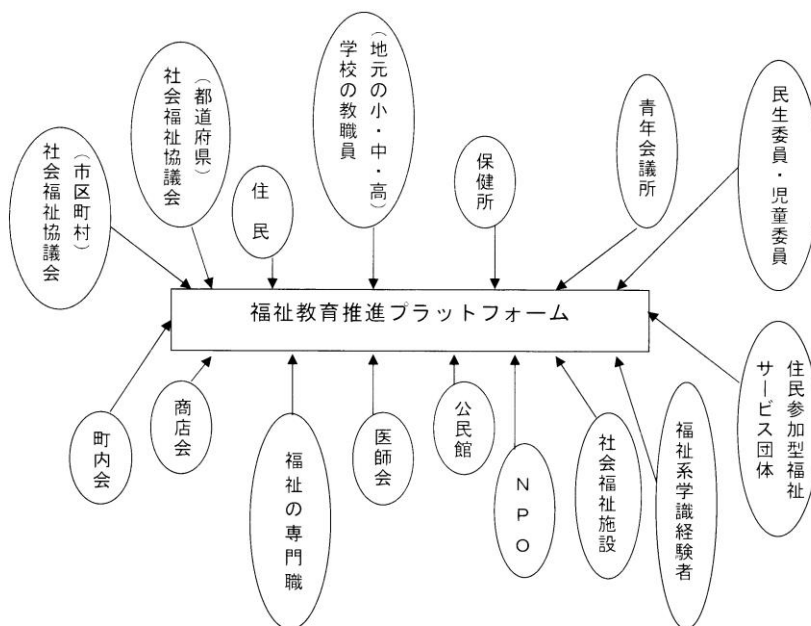 社会福祉協議会
（市区町村）
社会福祉協議会
（都道府県）
住民
学校の教職員
（地元の小・中・高）
保健所
青年会議所
民生委員・児童委員
福祉教育推進プラットフォーム
町内会
商店会
福祉の専門職
医師会
公民館
NPO
社会福祉施設
福祉系学識経験者
住民参加型福祉
サービス団体